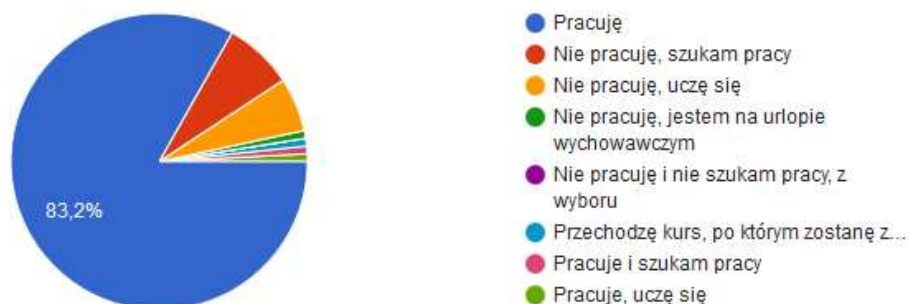 83,2%
Pracuję
Nie pracuję, szukam pracy
Nie pracuję, uczę się
Nie pracuję, jestem na urlopie
wychowawczym
Nie pracuję i nie szukam pracy, z
wyboru
Przechodzę kurs, po którym zostanę z...
Pracuje i szukam pracy
Pracuje, uczę się